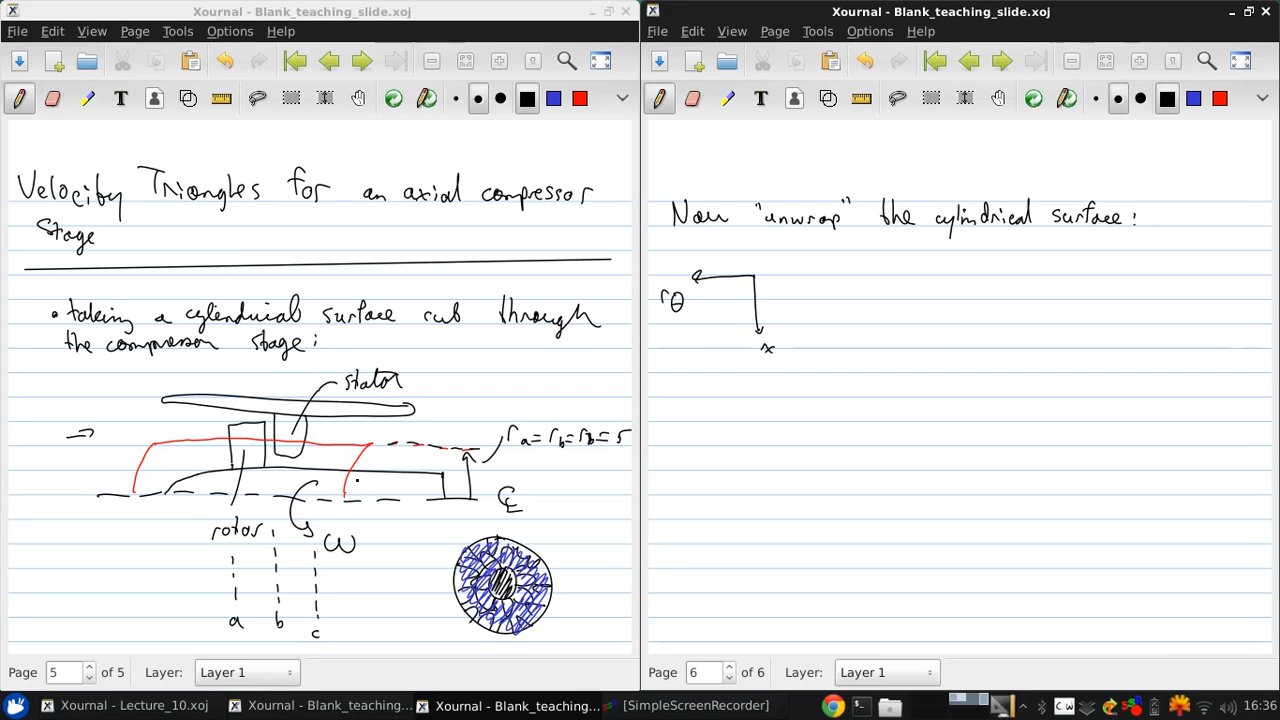 Xournal - Blank_teaching_slide.xoj
File Edit View Page Tools Options Help
Velocity Triangles for an axial compressor
Stage
• taking a cylindrical surface cut through
the compressor stage:
stator
⇒
ra = rb = rb = r
CL
rotor
ω
a b c
Page 5 of 5 Layer: Layer 1
Xournal - Blank_teaching_slide.xoj
File Edit View Page Tools Options Help
Now "unwrap" the cylindrical surface:
rθ
x
Page 6 of 6 Layer: Layer 1
Xournal - Lecture_10.xoj
Xournal - Blank_teaching...
Xournal - Blank_teaching...
[SimpleScreenRecorder]
16:36